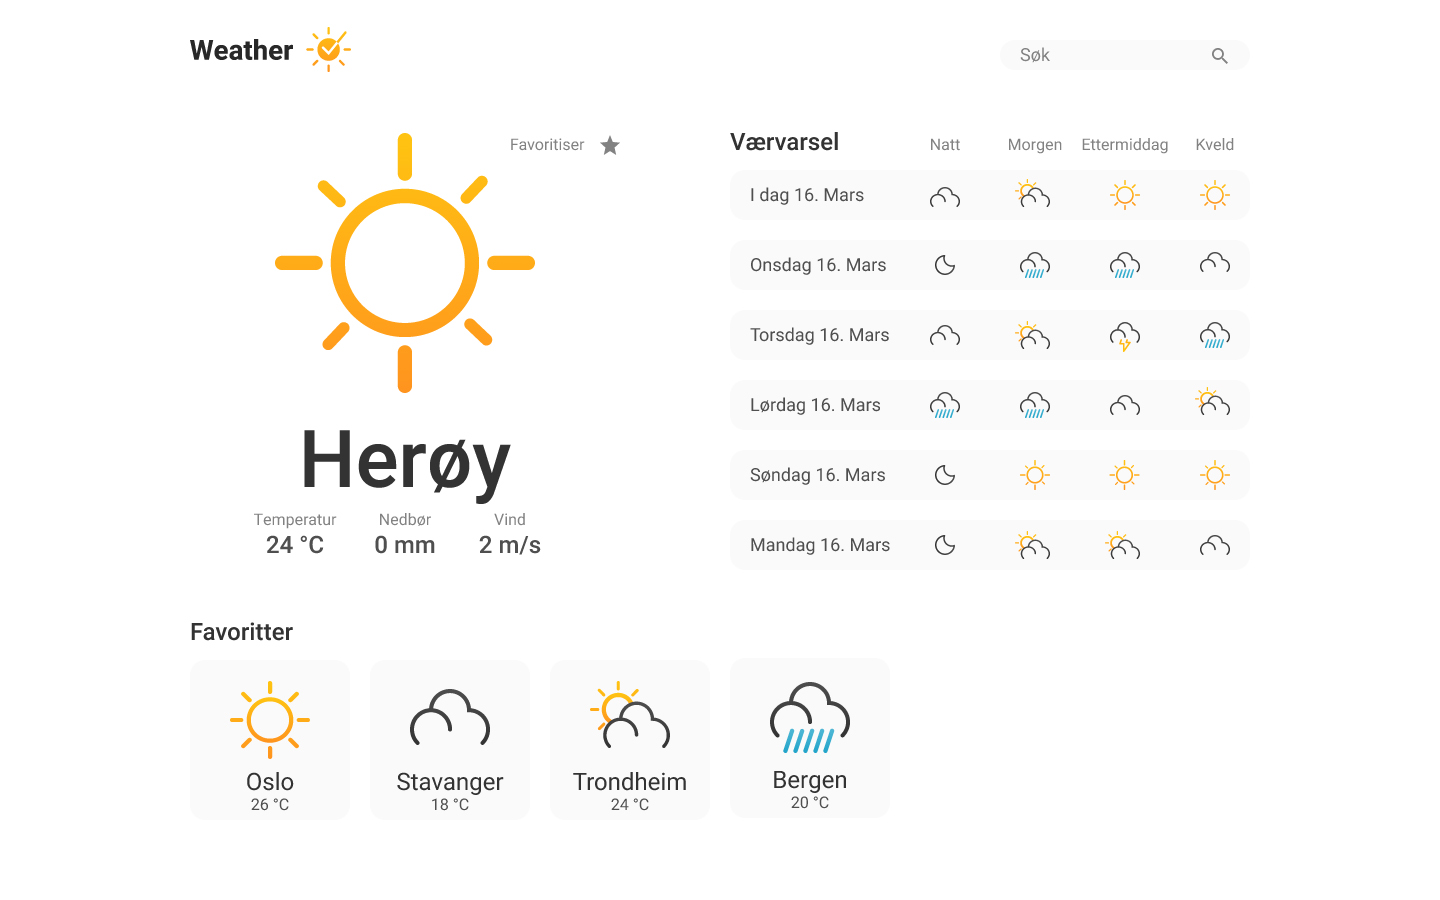 Weather
Søk
Favoritiser
Værvarsel Natt Morgen Ettermiddag Kveld
I dag 16. Mars
Onsdag 16. Mars
Torsdag 16. Mars
Lørdag 16. Mars
Søndag 16. Mars
Mandag 16. Mars
Herøy
Temperatur Nedbør Vind
24 °C 0 mm 2 m/s
Favoritter
Oslo
26 °C
Stavanger
18 °C
Trondheim
24 °C
Bergen
20 °C